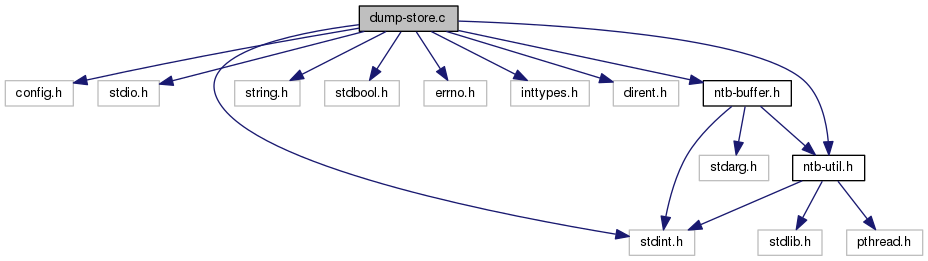 dump-store.c
config.h
stdio.h
string.h
stdbool.h
errno.h
inttypes.h
dirent.h
ntb-buffer.h
stdarg.h
ntb-util.h
stdint.h
stdlib.h
pthread.h